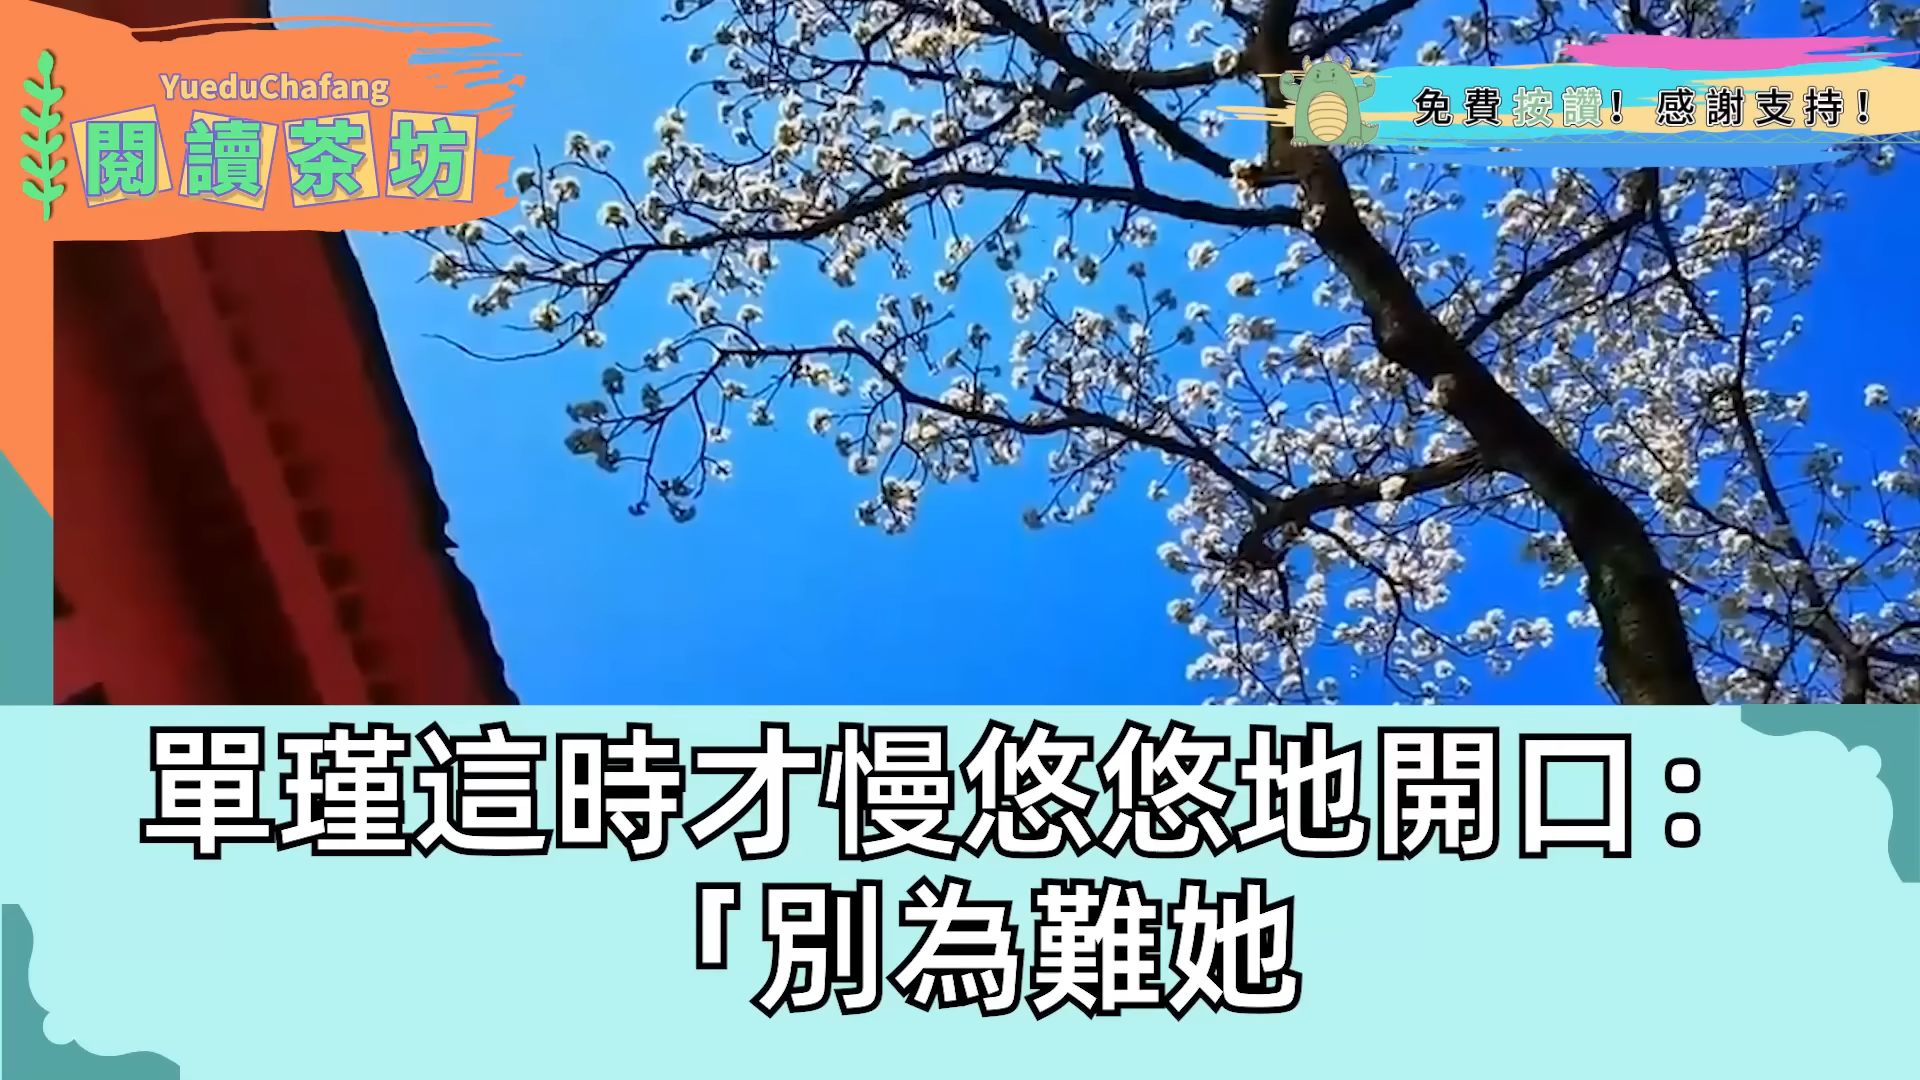 YueduChafang
閱讀茶坊
免費按讚！感謝支持！
單瑾這時才慢悠悠地開口：
「別為難她